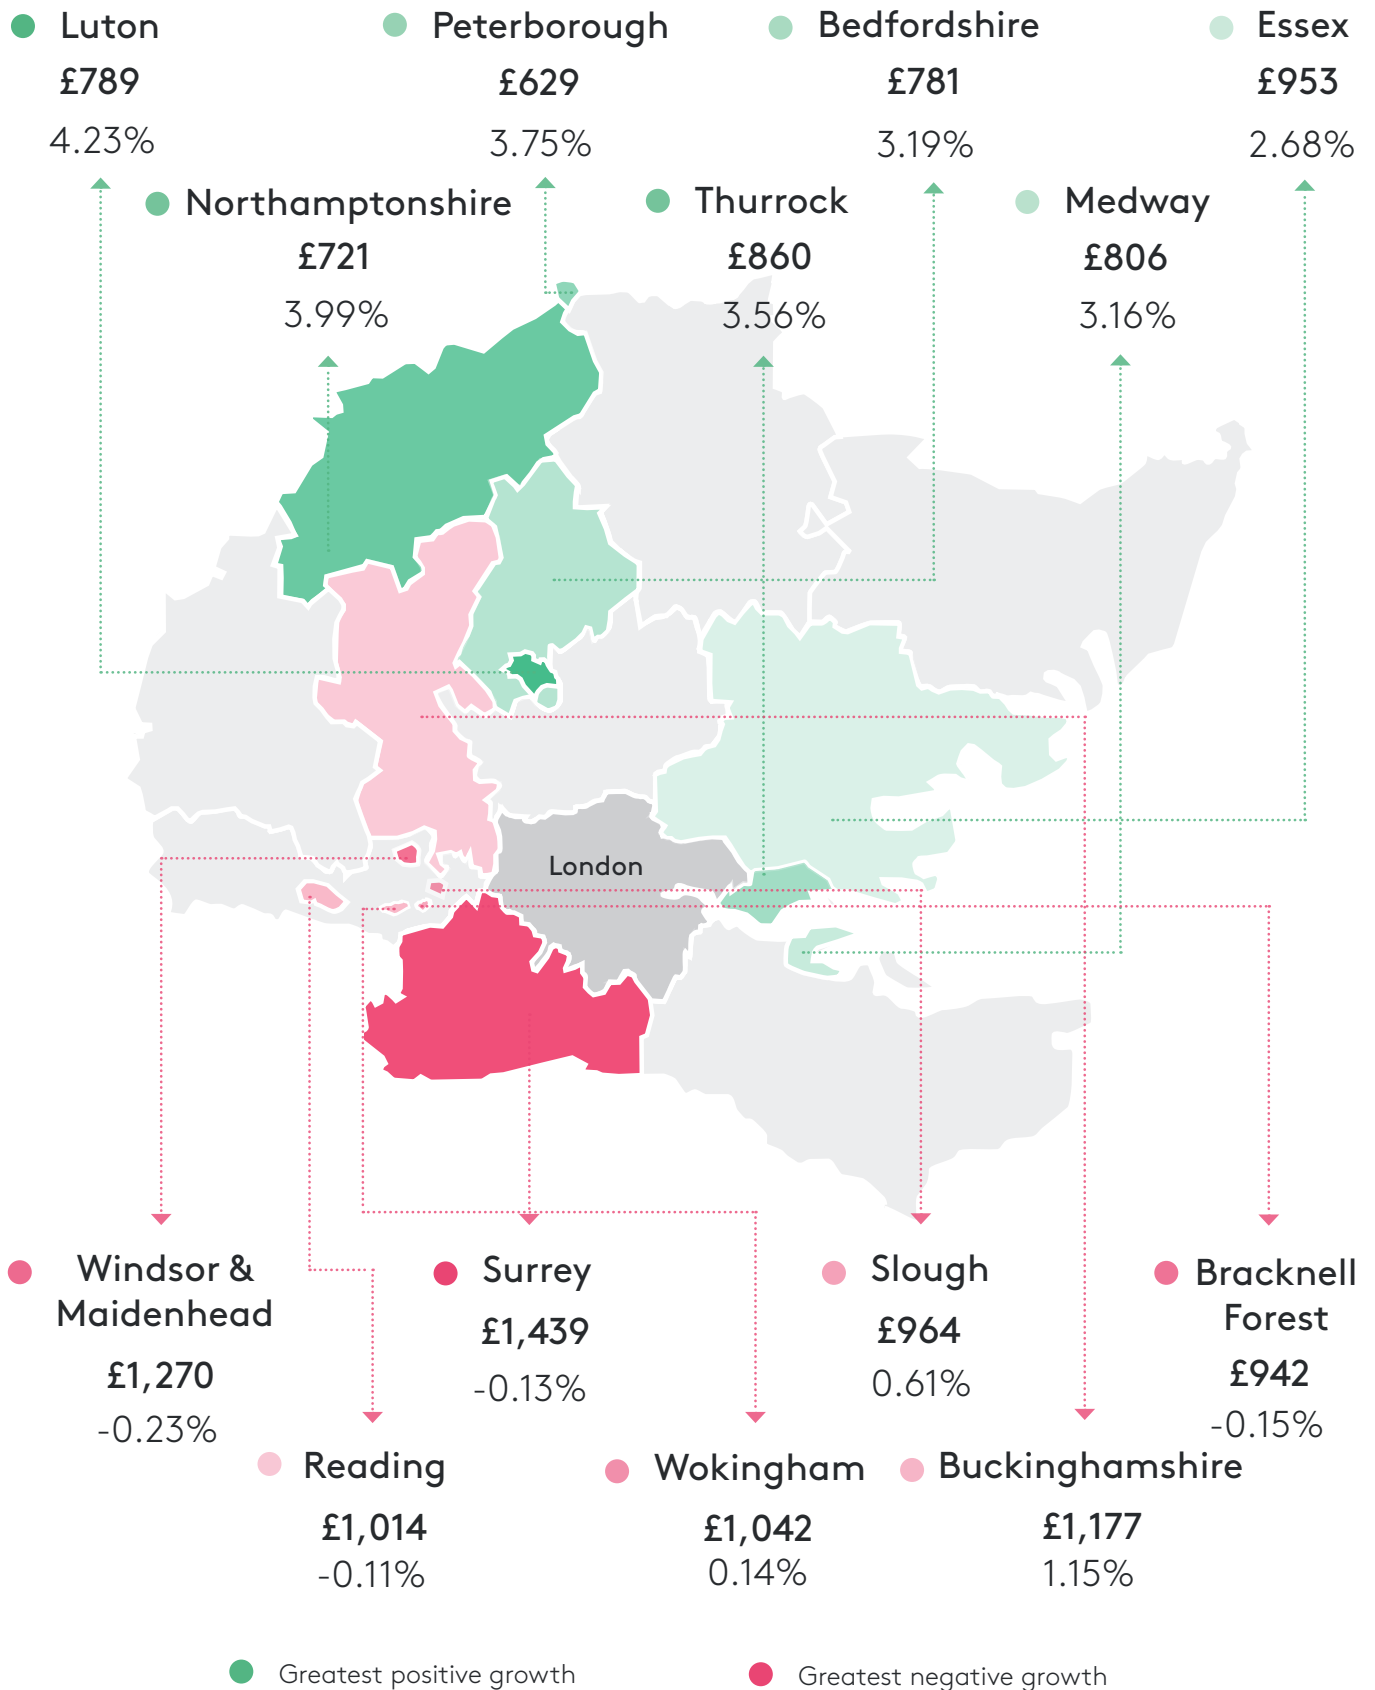 Luton
£789
4.23%
Peterborough
£629
3.75%
Bedfordshire
£781
3.19%
Essex
£953
2.68%
Northamptonshire
£721
3.99%
Thurrock
£860
3.56%
Medway
£806
3.16%
London
Windsor &
Maidenhead
£1,270
-0.23%
Surrey
£1,439
-0.13%
Slough
£964
0.61%
Bracknell
Forest
£942
-0.15%
Reading
£1,014
-0.11%
Wokingham
£1,042
0.14%
Buckinghamshire
£1,177
1.15%
Greatest positive growth
Greatest negative growth